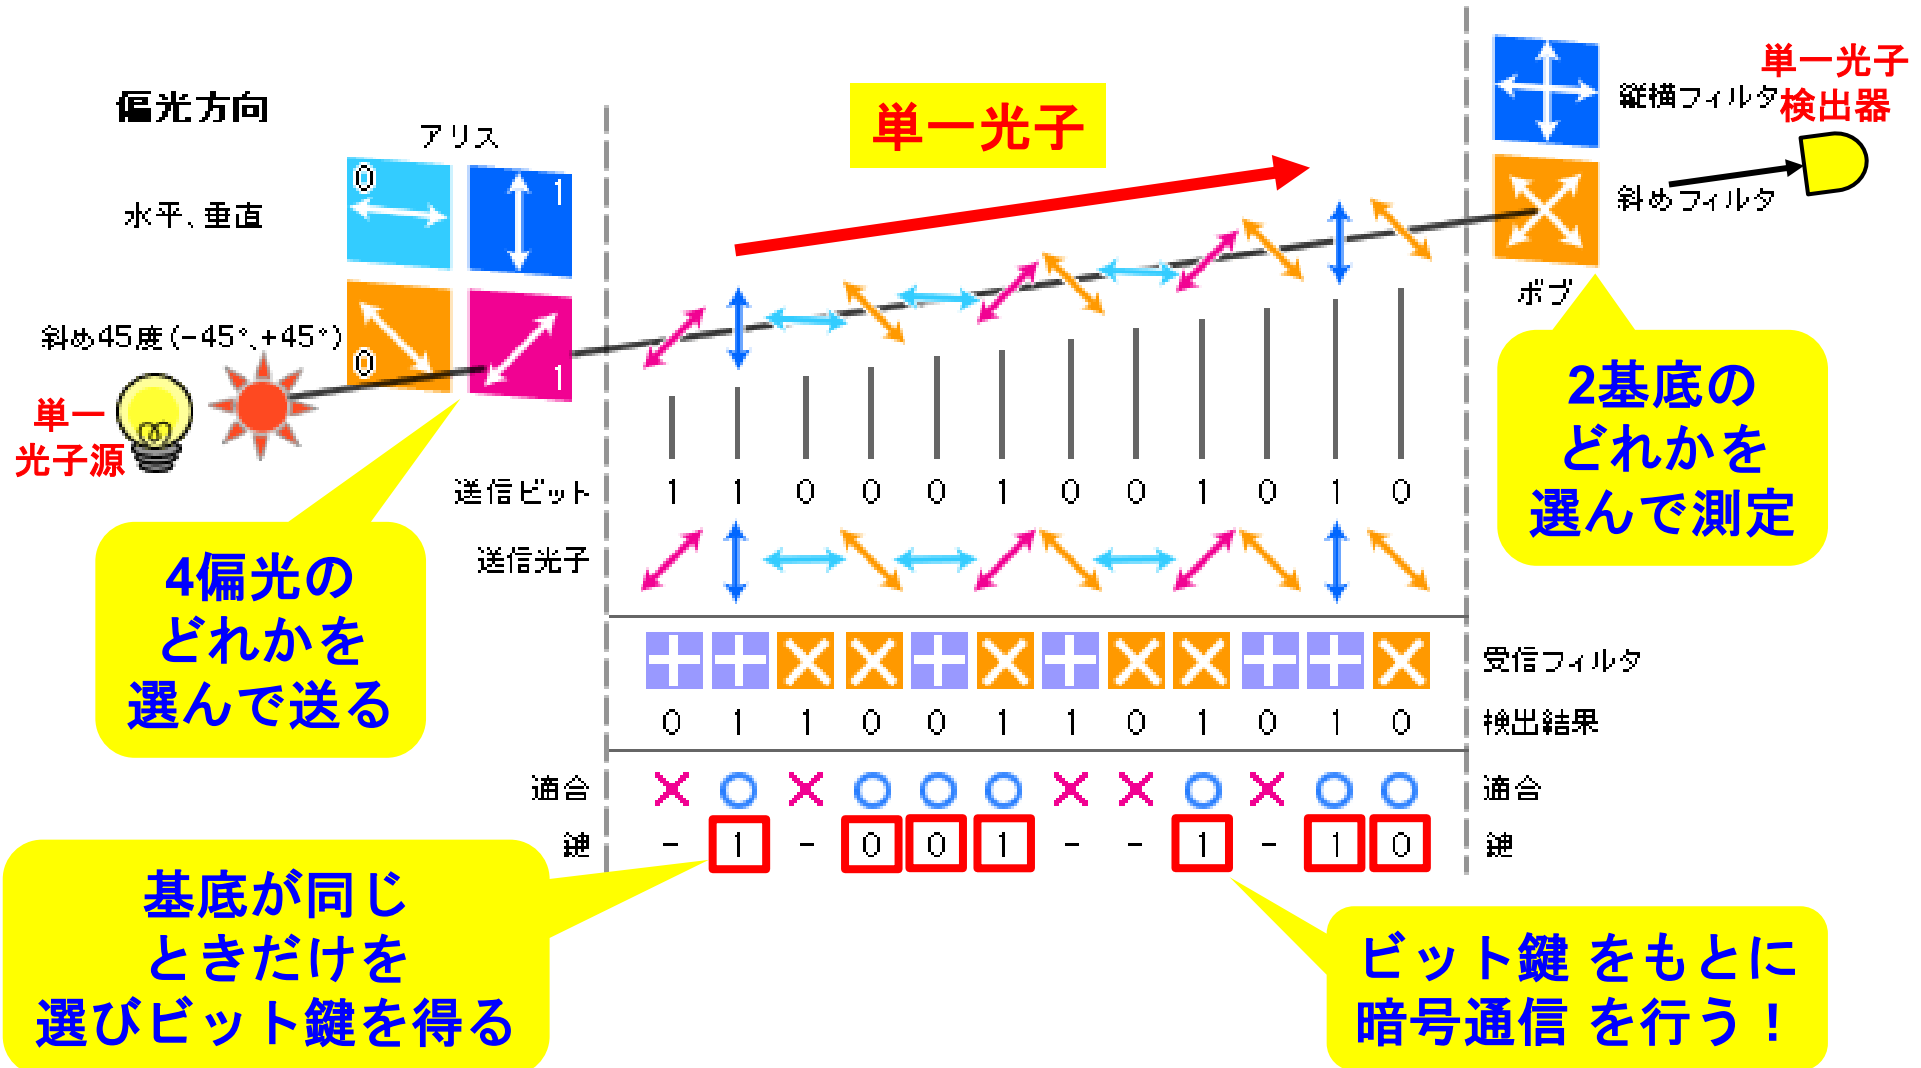 偏光方向
アリス
水平、垂直
0
1
斜め45度(-45°、+45°)
0
1
単一
光子源
単一光子
縦横フィルタ
単一光子
検出器
斜めフィルタ
ボブ
4偏光の
どれかを
選んで送る
2基底の
どれかを
選んで測定
送信ビット 1 1 0 0 0 1 0 0 1 0 1 0
送信光子
受信フィルタ
0 1 1 0 0 1 1 0 1 0 1 0 検出結果
適合 × ○ × ○ ○ ○ × × ○ × ○ ○ 適合
鍵 - 1 - 0 0 1 - - 1 - 1 0 鍵
基底が同じ
ときだけを
選びビット鍵を得る
ビット鍵 をもとに
暗号通信 を行う！